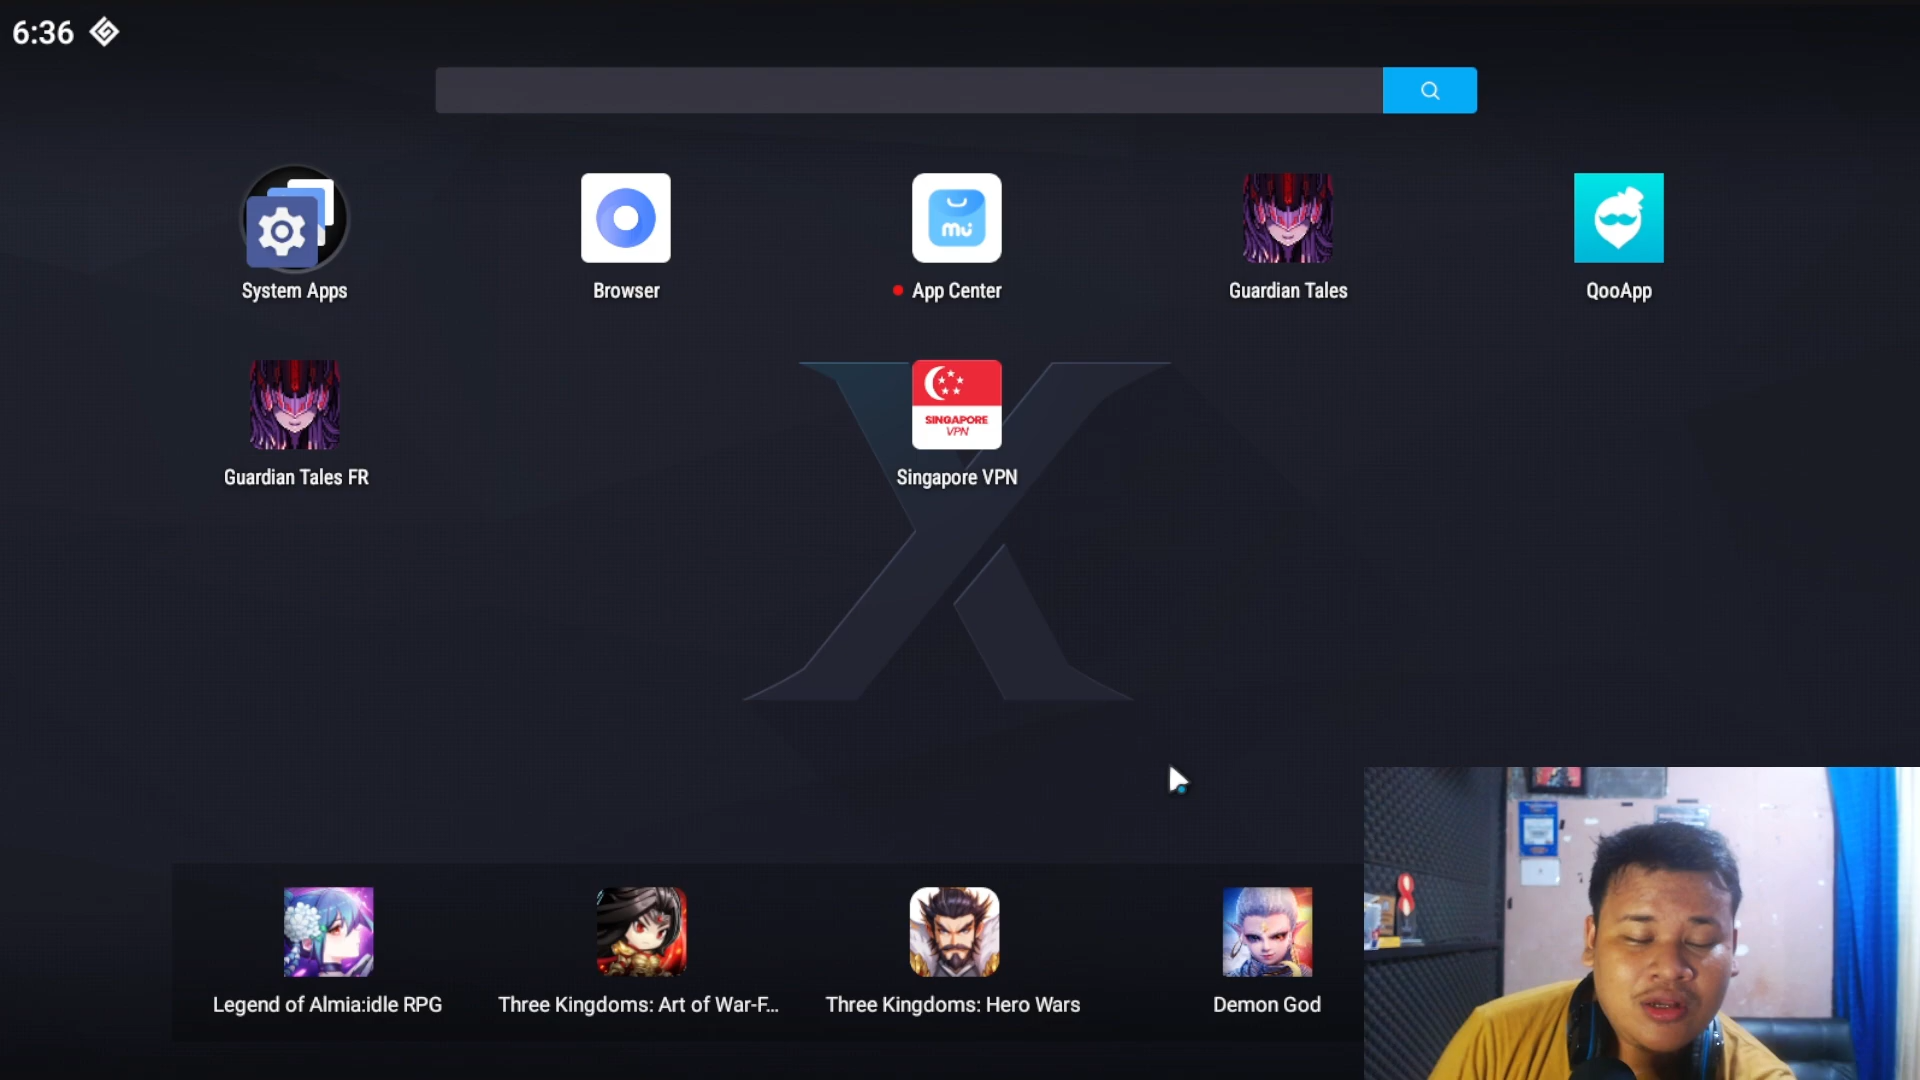 6:36
System Apps
Browser
mu
App Center
Guardian Tales
QooApp
Guardian Tales FR
SINGAPORE
VPN
Singapore VPN
Legend of Almia:idle RPG
Three Kingdoms: Art of War-F...
Three Kingdoms: Hero Wars
Demon God